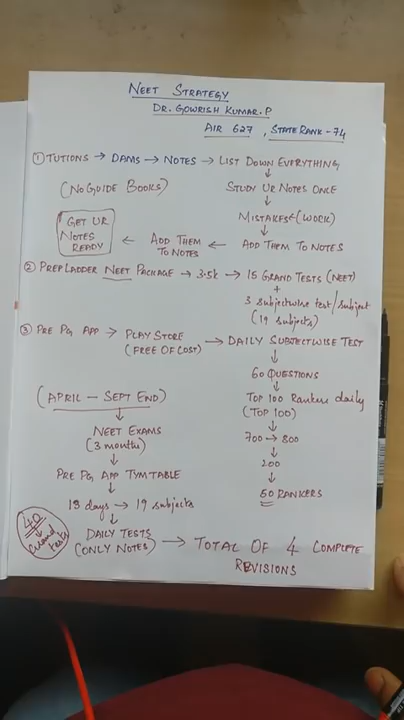 NEET STRATEGY
DR. GOWRISH KUMAR.P
AIR 627 , STATE RANK - 74
① TUTIONS → DAMS → NOTES → LIST DOWN EVERYTHING
(NO GUIDE BOOKS)
STUDY UR NOTES ONCE
↓
MISTAKES (WORK)
↓
ADD THEM TO NOTES
← ADD THEM TO NOTES
← GET UR NOTES READY
② PREPLADDER NEET PACKAGE → 3.5k → 15 GRAND TESTS (NEET)
+
3 subjectwise test/subject
(19 subjects)
③ PRE PG APP → PLAY STORE → DAILY SUBJECTWISE TEST
(FREE OF COST)
↓
60 QUESTIONS
↓
TOP 100 Rankers daily
(TOP 100)
↓
700 → 800
↓
200
↓
50 RANKERS
(APRIL - SEPT END)
↓
NEET EXAMS
(3 months)
↓
PRE PG APP TYMTABLE
↓
18 days → 19 subjects
↓
DAILY TESTS
(ONLY NOTES) → TOTAL OF 4 COMPLETE
REVISIONS
40
↓
Grand tests